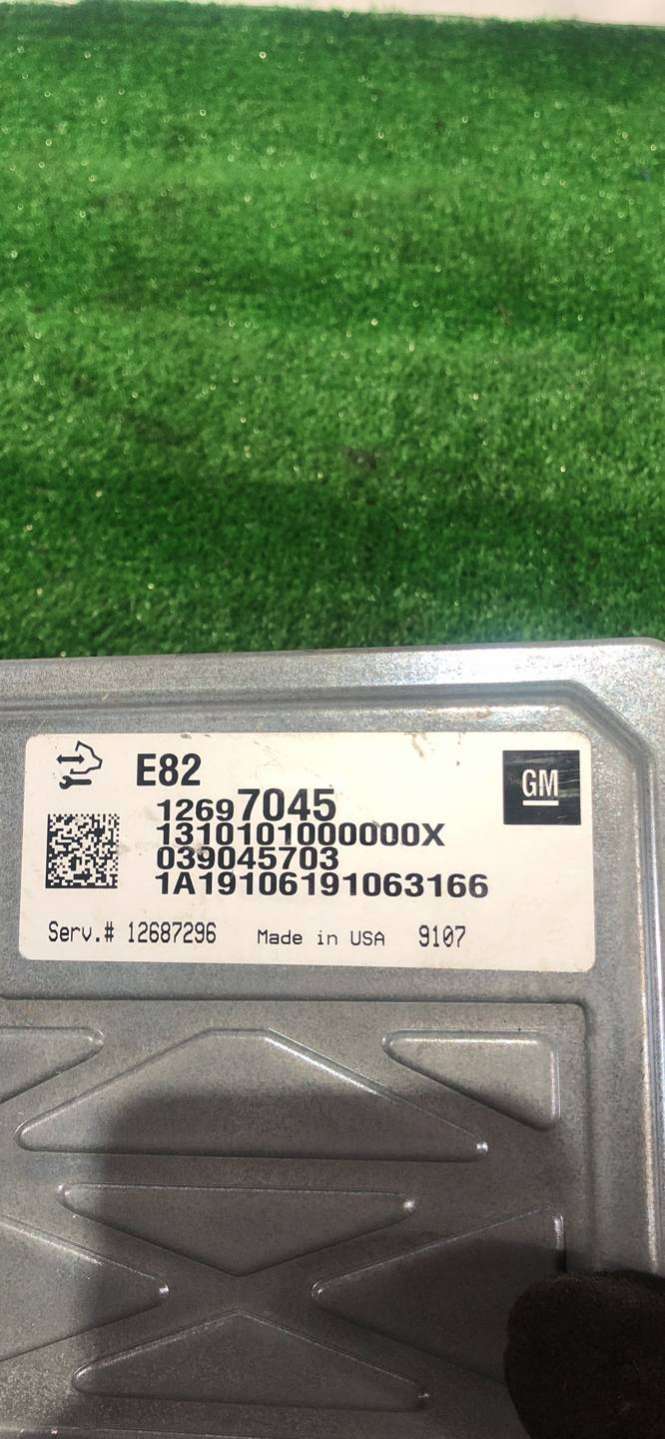 E82
GM
12697045
1310101000000X
039045703
1A19106191063166
Serv.# 12687296 Made in USA 9107